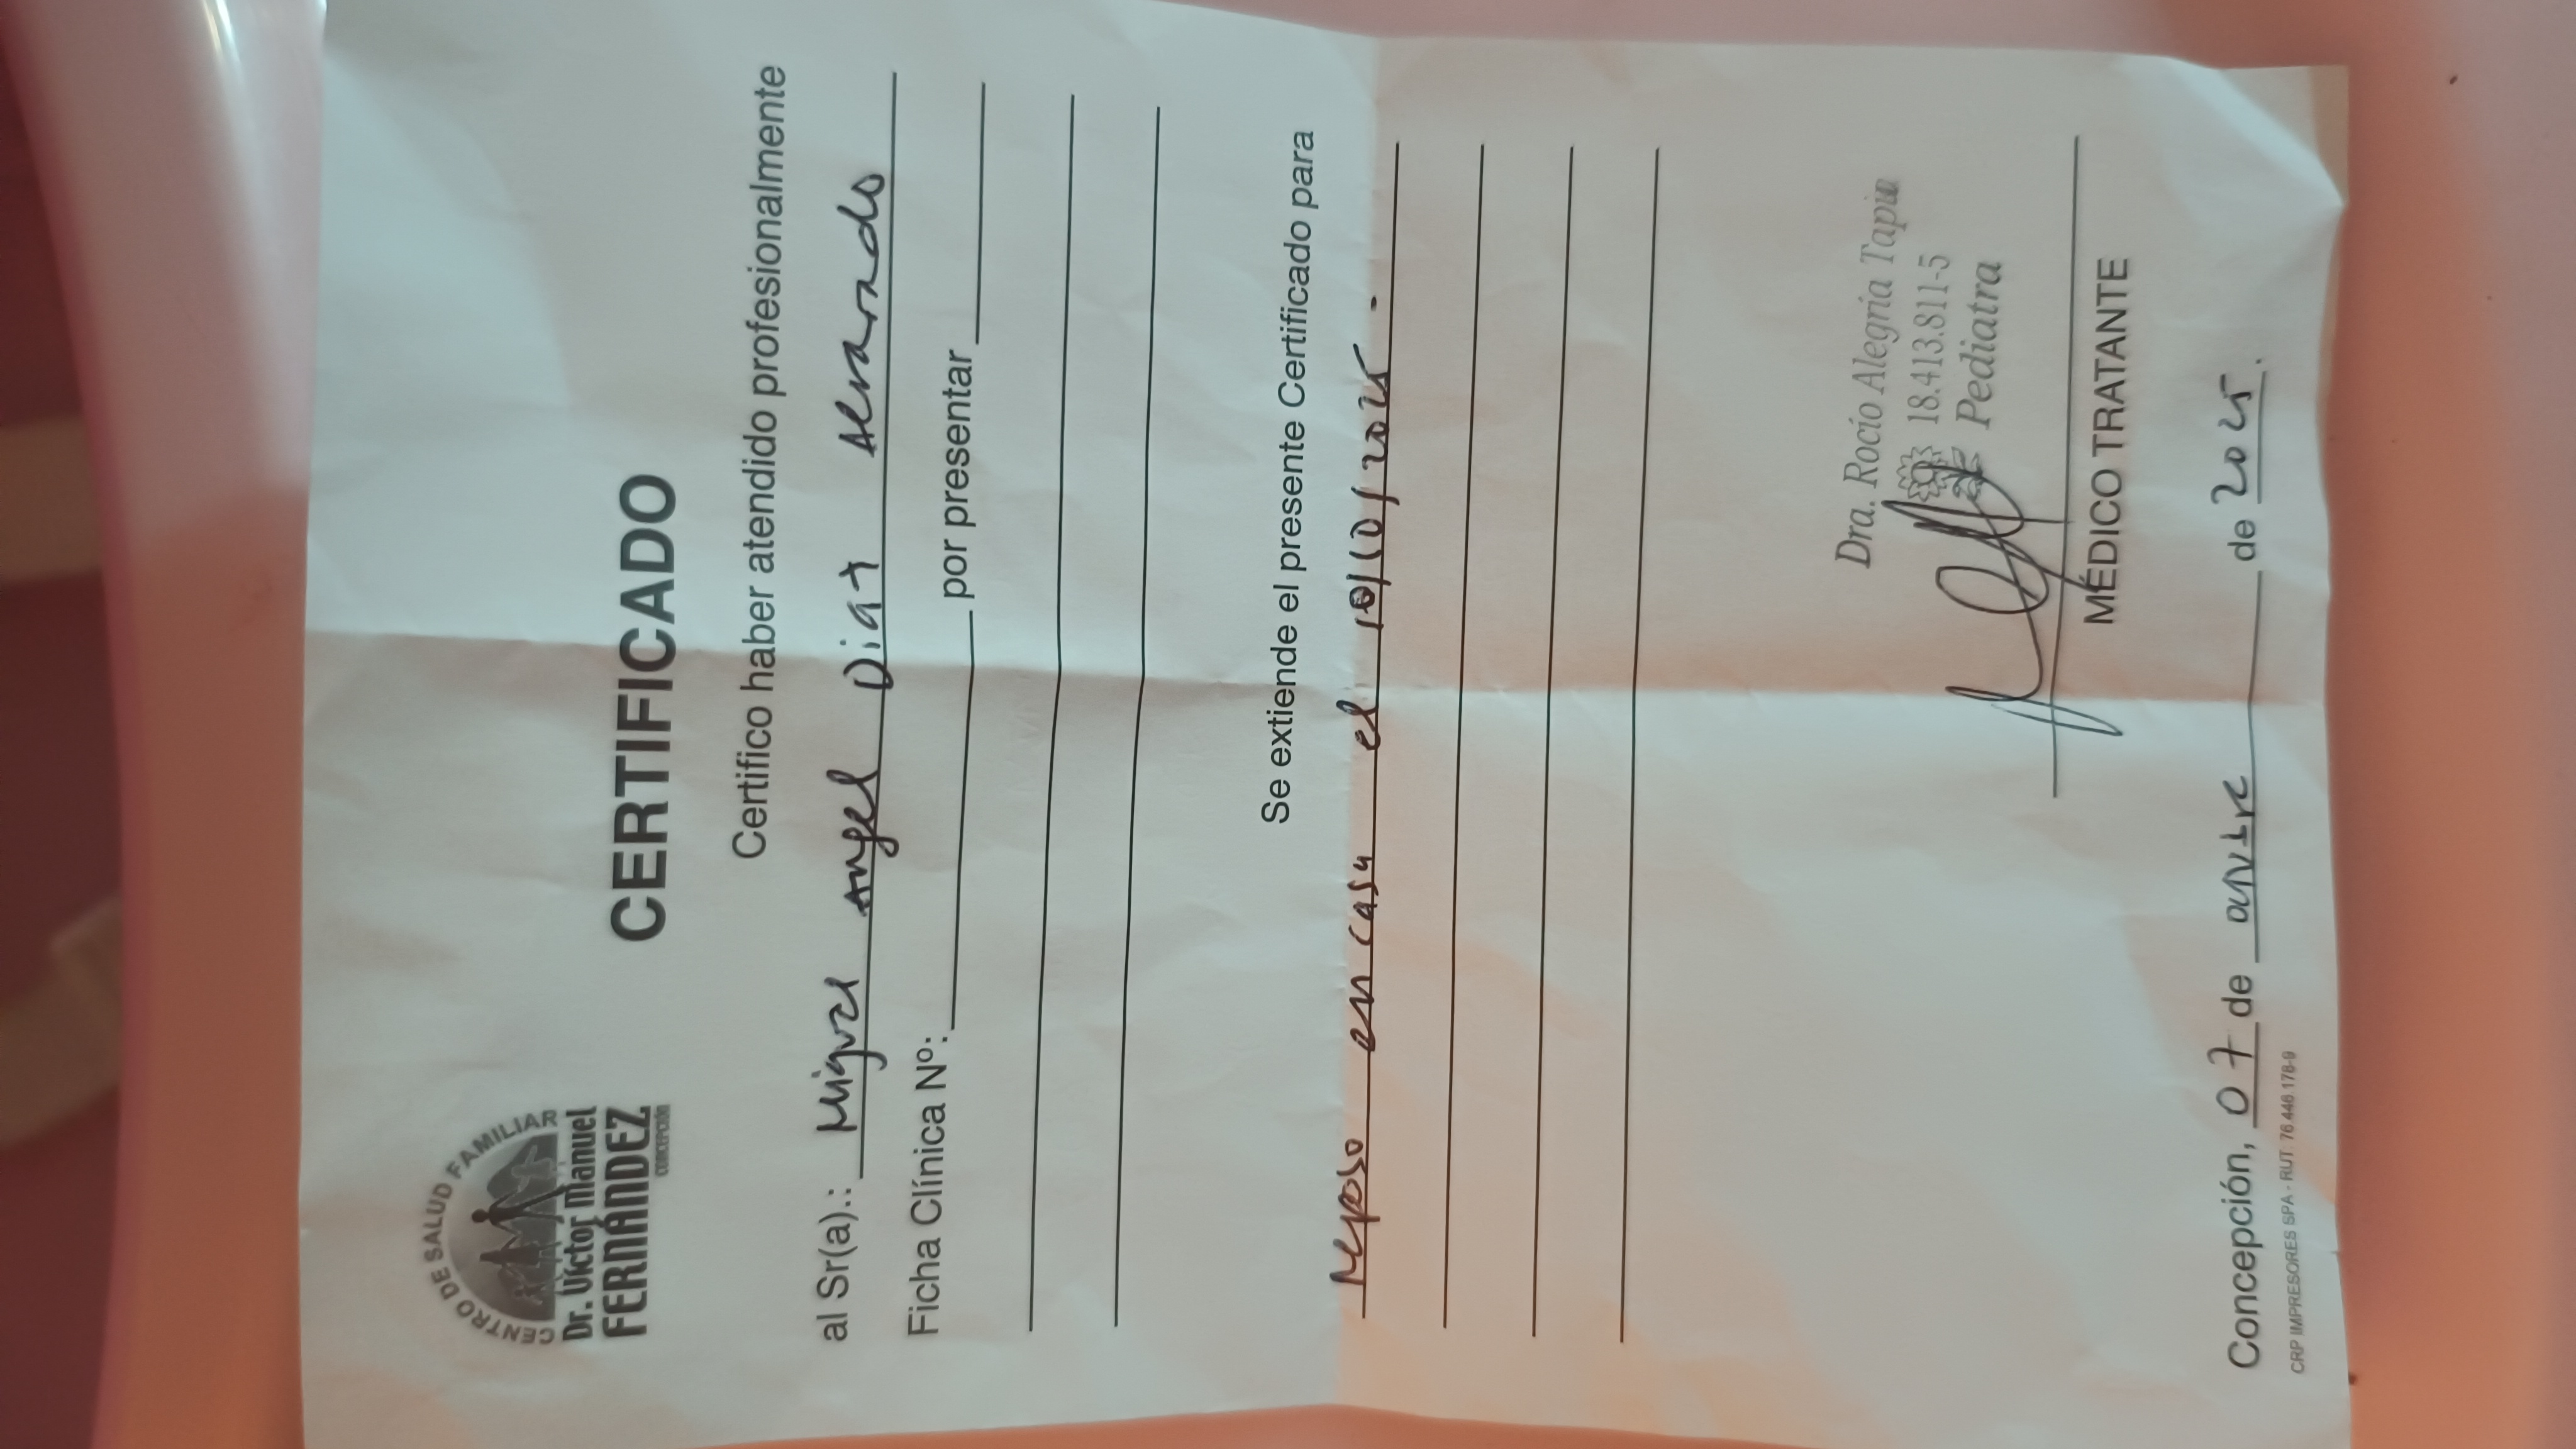 CENTRO DE SALUD FAMILIAR
Dr. Víctor Manuel
FERNÁNDEZ
CONCEPCIÓN
CERTIFICADO
Certifico haber atendido profesionalmente
al Sr(a).: Miguel Angel Diaz Alvarado
Ficha Clínica Nº: por presentar
Se extiende el presente Certificado para
reposo en casa el 10/10/2025.
Dra. Rocío Alegría Tapia
18.413.811-5
Pediatra
MÉDICO TRATANTE
Concepción, 07 de octubre de 2025.
CRP IMPRESORES SPA - RUT: 76.446 178-9